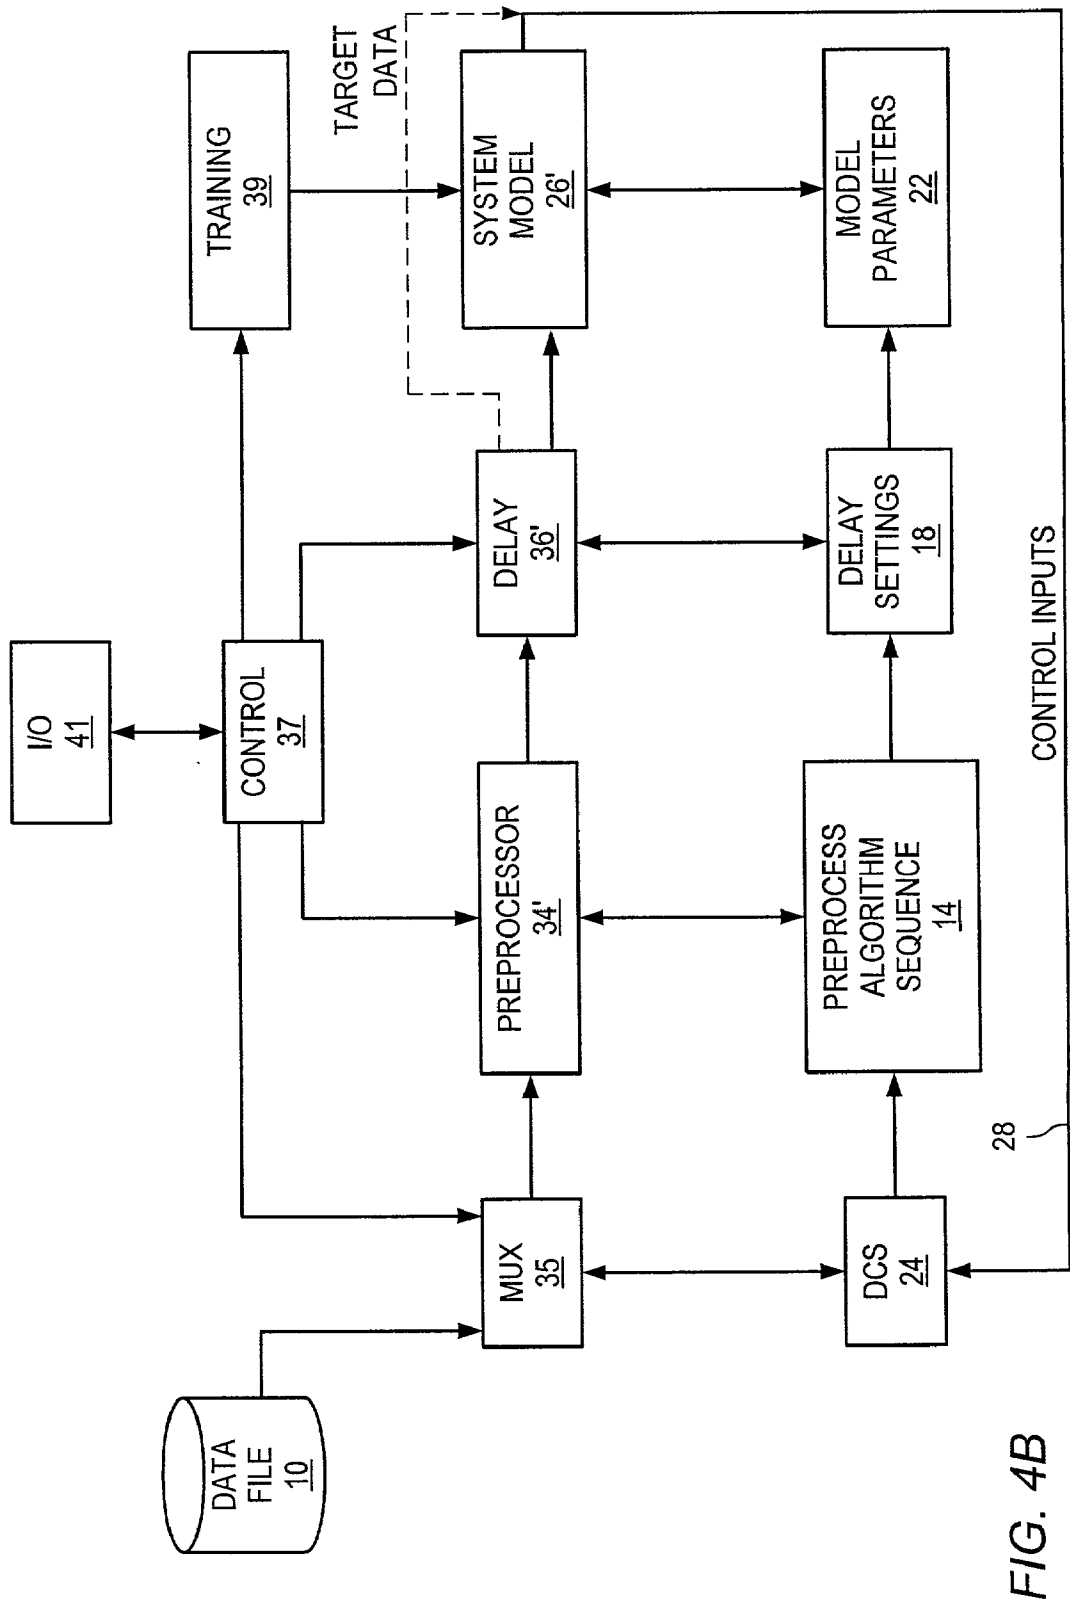 I/O
41
CONTROL
37
TRAINING
39
TARGET
DATA
DATA
FILE
10
MUX
35
PREPROCESSOR
34'
DELAY
36'
SYSTEM
MODEL
26'
DCS
24
PREPROCESS
ALGORITHM
SEQUENCE
14
DELAY
SETTINGS
18
MODEL
PARAMETERS
22
28
CONTROL INPUTS
FIG. 4B